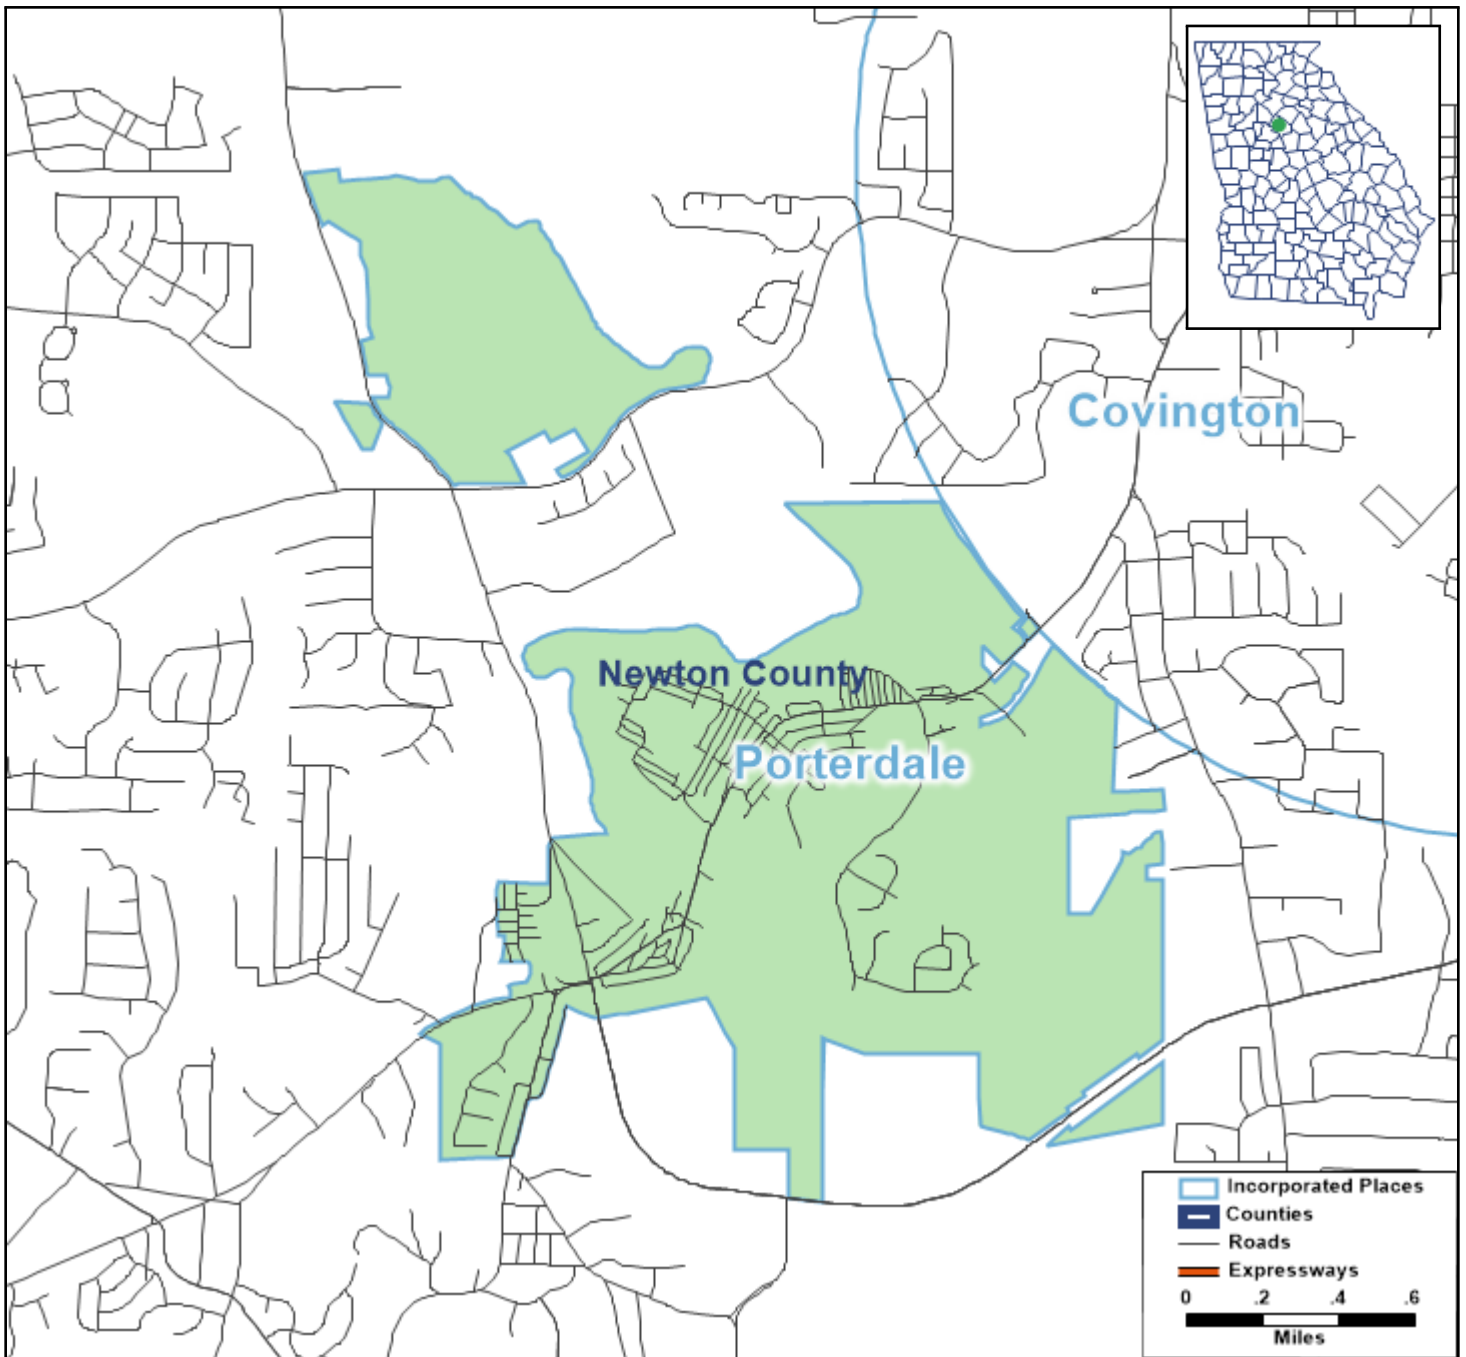 Covington
Newton County
Porterdale
Incorporated Places
Counties
Roads
Expressways
0 .2 .4 .6
Miles